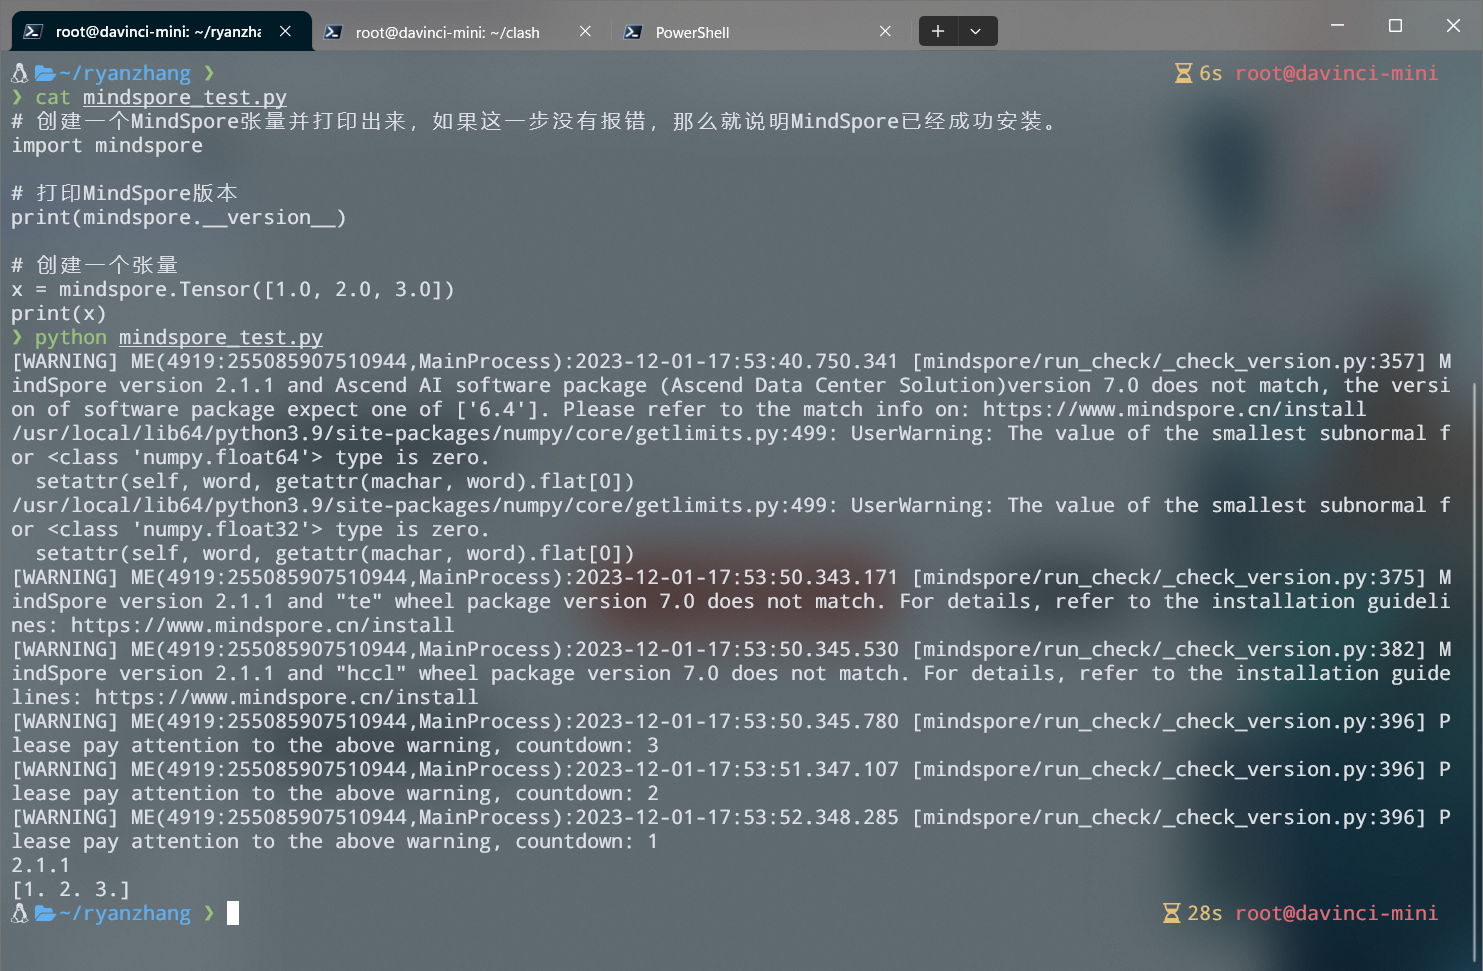 root@davinci-mini: ~/ryanzha
root@davinci-mini: ~/clash
PowerShell
~/ryanzhang ❯ 6s root@davinci-mini
❯ cat mindspore_test.py
# 创建一个MindSpore张量并打印出来，如果这一步没有报错，那么就说明MindSpore已经成功安装。
import mindspore
# 打印MindSpore版本
print(mindspore.__version__)
# 创建一个张量
x = mindspore.Tensor([1.0, 2.0, 3.0])
print(x)
❯ python mindspore_test.py
[WARNING] ME(4919:255085907510944,MainProcess):2023-12-01-17:53:40.750.341 [mindspore/run_check/_check_version.py:357] M
indSpore version 2.1.1 and Ascend AI software package (Ascend Data Center Solution)version 7.0 does not match, the versi
on of software package expect one of ['6.4']. Please refer to the match info on: https://www.mindspore.cn/install
/usr/local/lib64/python3.9/site-packages/numpy/core/getlimits.py:499: UserWarning: The value of the smallest subnormal f
or <class 'numpy.float64'> type is zero.
  setattr(self, word, getattr(machar, word).flat[0])
/usr/local/lib64/python3.9/site-packages/numpy/core/getlimits.py:499: UserWarning: The value of the smallest subnormal f
or <class 'numpy.float32'> type is zero.
  setattr(self, word, getattr(machar, word).flat[0])
[WARNING] ME(4919:255085907510944,MainProcess):2023-12-01-17:53:50.343.171 [mindspore/run_check/_check_version.py:375] M
indSpore version 2.1.1 and "te" wheel package version 7.0 does not match. For details, refer to the installation guideli
nes: https://www.mindspore.cn/install
[WARNING] ME(4919:255085907510944,MainProcess):2023-12-01-17:53:50.345.530 [mindspore/run_check/_check_version.py:382] M
indSpore version 2.1.1 and "hccl" wheel package version 7.0 does not match. For details, refer to the installation guide
lines: https://www.mindspore.cn/install
[WARNING] ME(4919:255085907510944,MainProcess):2023-12-01-17:53:50.345.780 [mindspore/run_check/_check_version.py:396] P
lease pay attention to the above warning, countdown: 3
[WARNING] ME(4919:255085907510944,MainProcess):2023-12-01-17:53:51.347.107 [mindspore/run_check/_check_version.py:396] P
lease pay attention to the above warning, countdown: 2
[WARNING] ME(4919:255085907510944,MainProcess):2023-12-01-17:53:52.348.285 [mindspore/run_check/_check_version.py:396] P
lease pay attention to the above warning, countdown: 1
2.1.1
[1. 2. 3.]
~/ryanzhang ❯ 28s root@davinci-mini